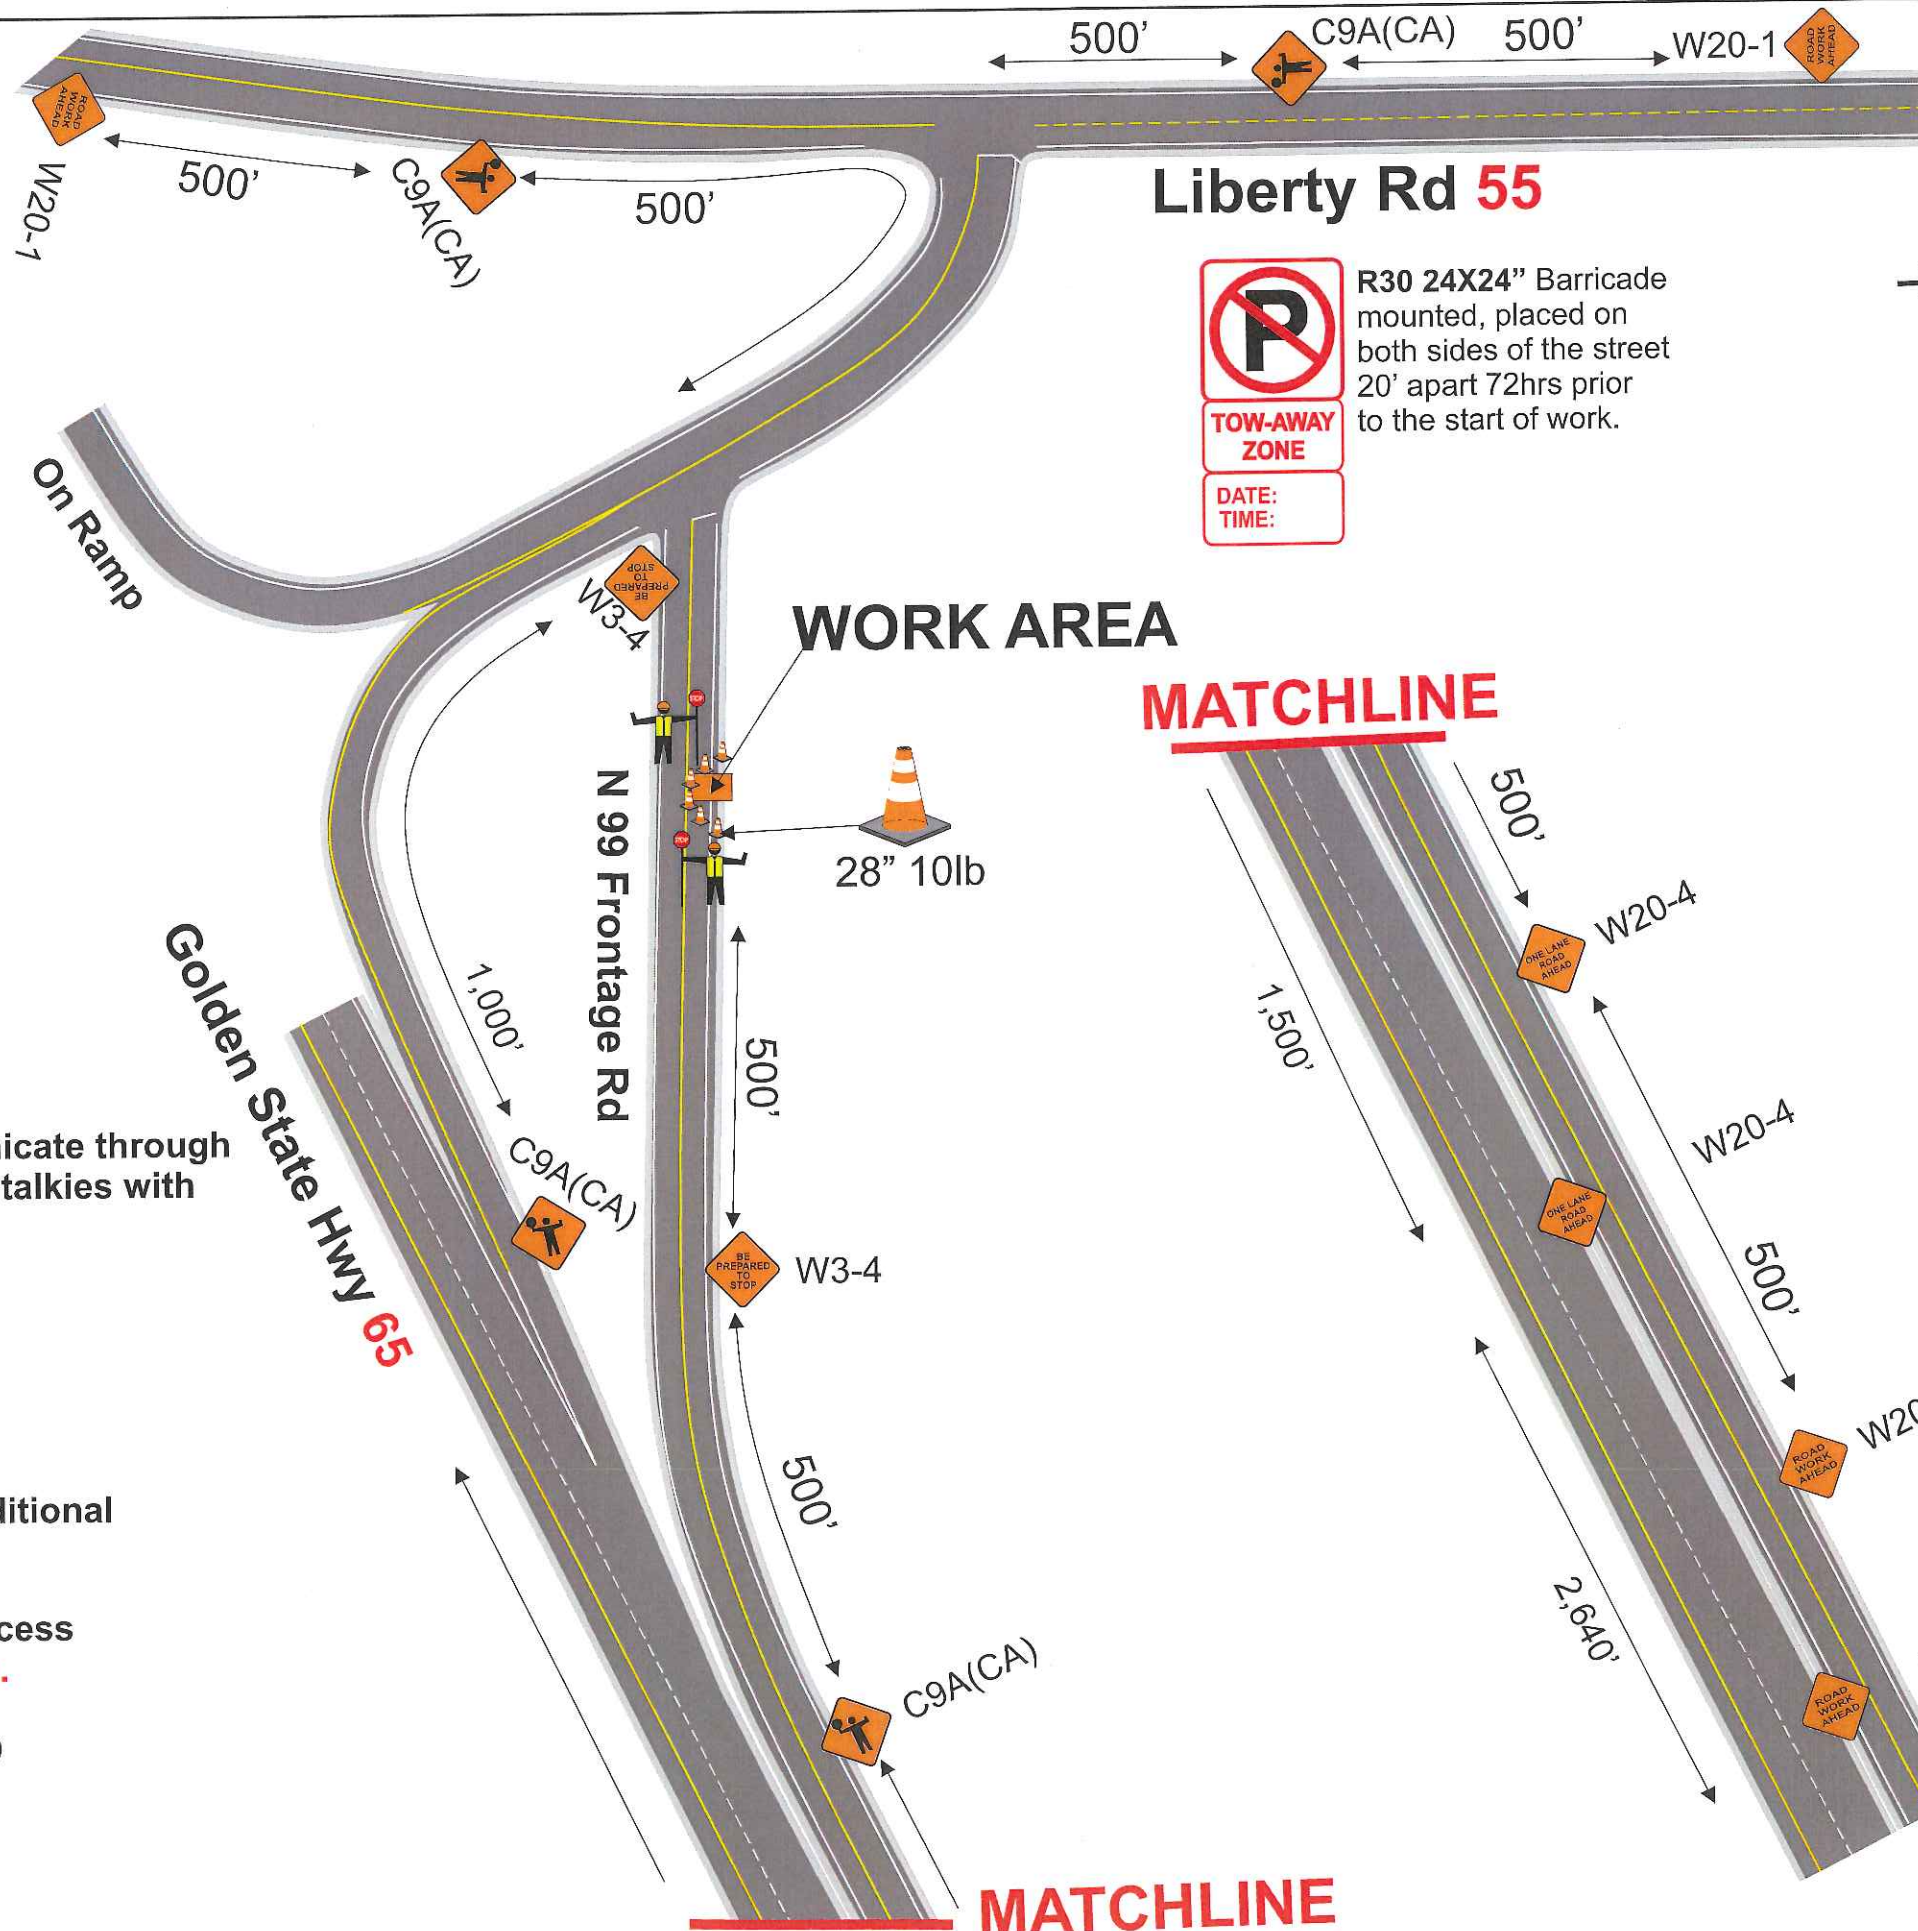 500’
C9A(CA)
500’
W20-1
ROAD
WORK
AHEAD
ROAD
WORK
AHEAD
W20-1
500’
C9A(CA)
500’
Liberty Rd 55
P
TOW-AWAY
ZONE
DATE:
TIME:
R30 24X24” Barricade
mounted, placed on
both sides of the street
20’ apart 72hrs prior
to the start of work.
On Ramp
BE
PREPARED
TO
STOP
W3-4
WORK AREA
STOP
STOP
28” 10lb
N 99 Frontage Rd
MATCHLINE
500’
W20-4
ONE LANE
ROAD
AHEAD
1,500’
W20-4
ONE LANE
ROAD
AHEAD
500’
W20
ROAD
WORK
AHEAD
2,640’
ROAD
WORK
AHEAD
Golden State Hwy 65
1,000’
C9A(CA)
500’
BE
PREPARED
TO
STOP
W3-4
500’
C9A(CA)
MATCHLINE
icate through
talkies with
ditional
cess
.